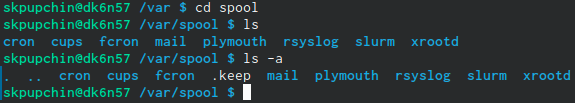 skpupchin@dk6n57 /var $ cd spool
skpupchin@dk6n57 /var/spool $ ls
cron  cups  fcron  mail  plymouth  rsyslog  slurm  xrootd
skpupchin@dk6n57 /var/spool $ ls -a
.  ..  cron  cups  fcron  .keep  mail  plymouth  rsyslog  slurm  xrootd
skpupchin@dk6n57 /var/spool $